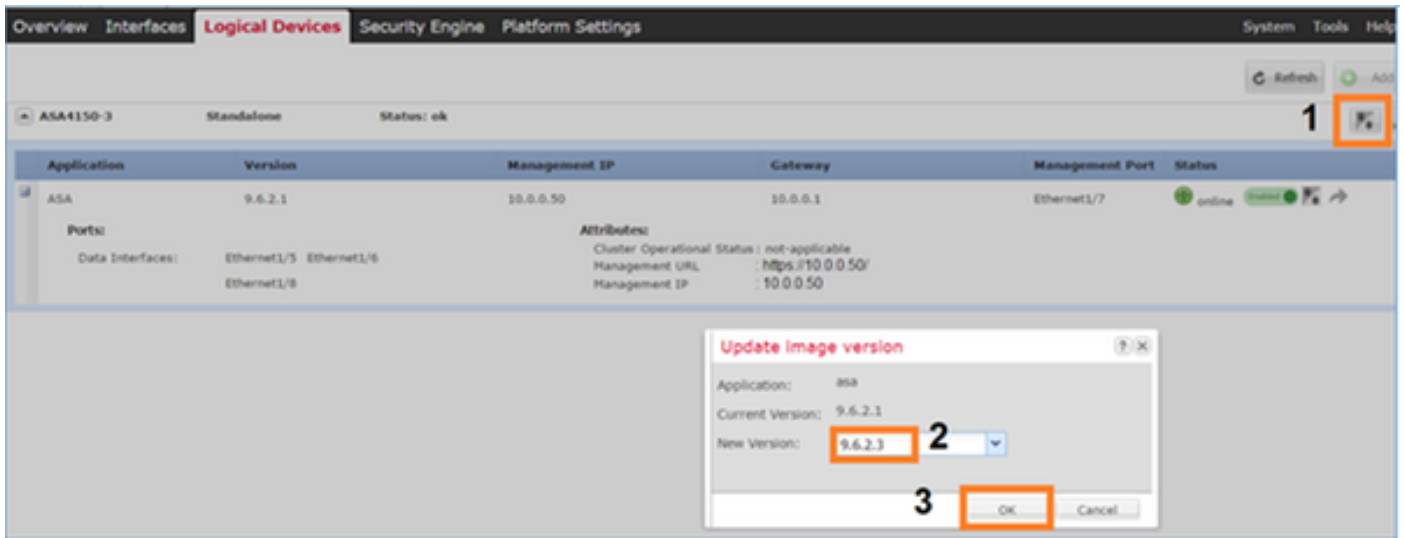 Overview Interfaces Logical Devices Security Engine Platform Settings System Tools Help
Refresh Add
ASA4150-3 Standalone Status: ok 1
Application Version Management IP Gateway Management Port Status
ASA 9.6.2.1 10.0.0.50 10.0.0.1 Ethernet1/7 online Enabled
Ports: Attributes:
Cluster Operational Status : not-applicable
Data Interfaces: Ethernet1/5 Ethernet1/6 Management URL : https://10.0.0.50/
Ethernet1/8 Management IP : 10.0.0.50
Update image version
Application: asa
Current Version: 9.6.2.1
New Version: 9.6.2.3 2
3 OK Cancel